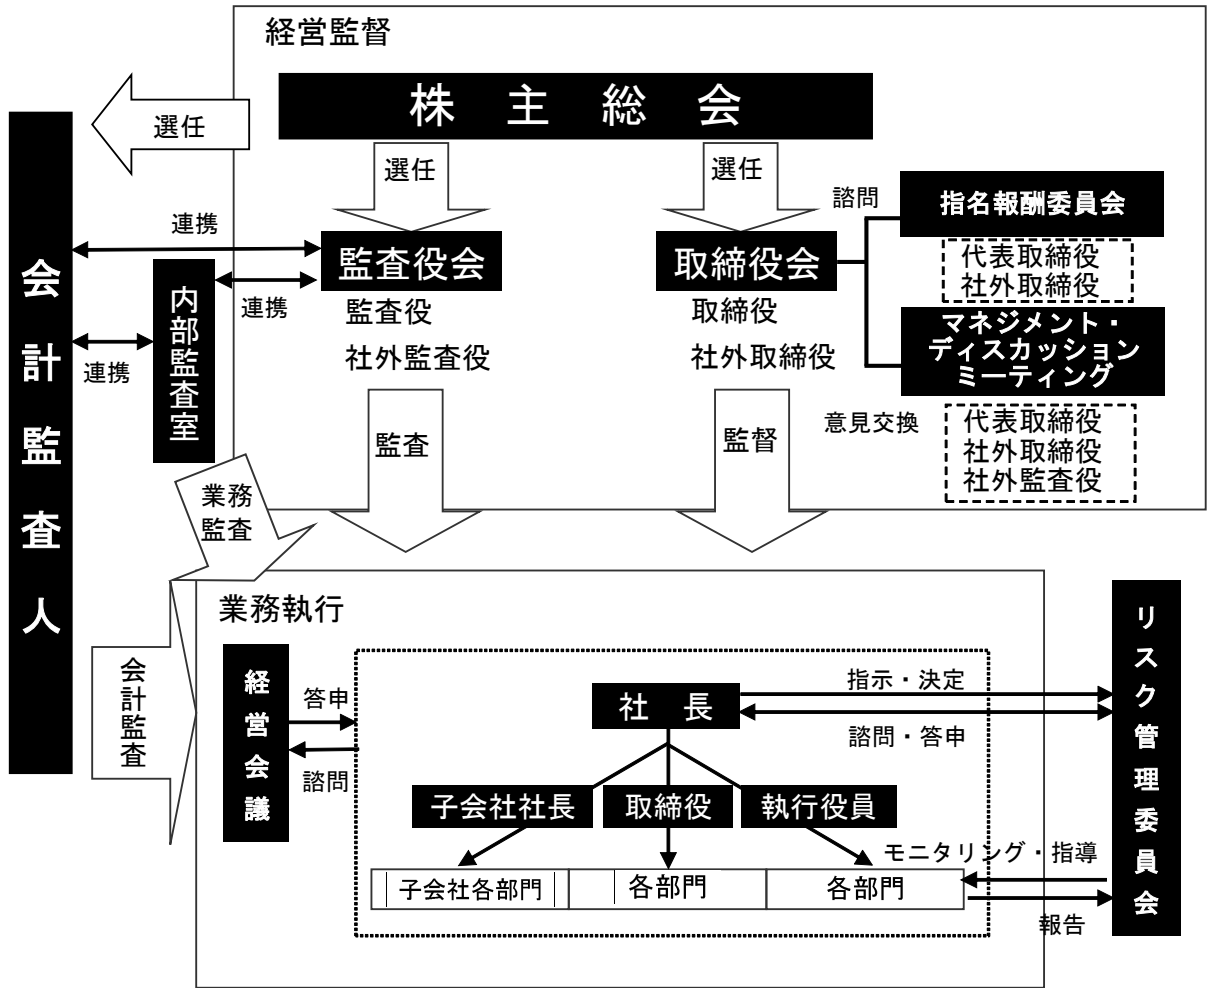 経営監督
株主総会
選任
選任
選任
諮問
指名報酬委員会
代表取締役
社外取締役
連携
監査役会
取締役会
連携
監査役
社外監査役
取締役
社外取締役
マネジメント・
ディスカッション
ミーティング
会計監査人
内部監査室
連携
監査
監督
意見交換
代表取締役
社外取締役
社外監査役
業務
監査
業務執行
会計監査
経営会議
答申
諮問
社長
指示・決定
諮問・答申
リスク管理委員会
子会社社長
取締役
執行役員
モニタリング・指導
子会社各部門
各部門
各部門
報告